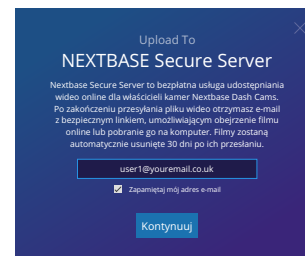 Upload To
NEXTBASE Secure Server
Nextbase Secure Server to bezpłatna usługa udostępniania
wideo online dla właścicieli kamer Nextbase Dash Cams.
Po zakończeniu przesyłania pliku wideo otrzymasz e-mail
z bezpiecznym linkiem, umożliwiającym obejrzenie filmu
online lub pobranie go na komputer. Filmy zostaną
automatycznie usunięte 30 dni po ich przesłaniu.
user1@youremail.co.uk
Zapamiętaj mój adres e-mail
Kontynuuj